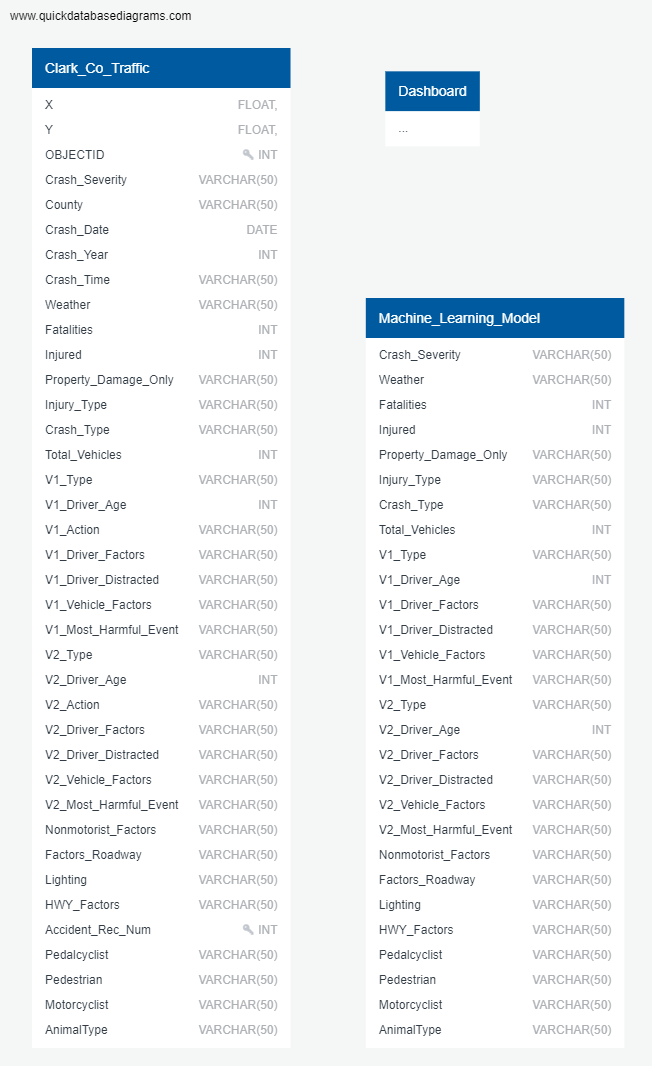 www.quickdatabasediagrams.com
Clark_Co_Traffic
X FLOAT,
Y FLOAT,
OBJECTID INT
Crash_Severity VARCHAR(50)
County VARCHAR(50)
Crash_Date DATE
Crash_Year INT
Crash_Time VARCHAR(50)
Weather VARCHAR(50)
Fatalities INT
Injured INT
Property_Damage_Only VARCHAR(50)
Injury_Type VARCHAR(50)
Crash_Type VARCHAR(50)
Total_Vehicles INT
V1_Type VARCHAR(50)
V1_Driver_Age INT
V1_Action VARCHAR(50)
V1_Driver_Factors VARCHAR(50)
V1_Driver_Distracted VARCHAR(50)
V1_Vehicle_Factors VARCHAR(50)
V1_Most_Harmful_Event VARCHAR(50)
V2_Type VARCHAR(50)
V2_Driver_Age INT
V2_Action VARCHAR(50)
V2_Driver_Factors VARCHAR(50)
V2_Driver_Distracted VARCHAR(50)
V2_Vehicle_Factors VARCHAR(50)
V2_Most_Harmful_Event VARCHAR(50)
Nonmotorist_Factors VARCHAR(50)
Factors_Roadway VARCHAR(50)
Lighting VARCHAR(50)
HWY_Factors VARCHAR(50)
Accident_Rec_Num INT
Pedalcyclist VARCHAR(50)
Pedestrian VARCHAR(50)
Motorcyclist VARCHAR(50)
AnimalType VARCHAR(50)
Dashboard
...
Machine_Learning_Model
Crash_Severity VARCHAR(50)
Weather VARCHAR(50)
Fatalities INT
Injured INT
Property_Damage_Only VARCHAR(50)
Injury_Type VARCHAR(50)
Crash_Type VARCHAR(50)
Total_Vehicles INT
V1_Type VARCHAR(50)
V1_Driver_Age INT
V1_Driver_Factors VARCHAR(50)
V1_Driver_Distracted VARCHAR(50)
V1_Vehicle_Factors VARCHAR(50)
V1_Most_Harmful_Event VARCHAR(50)
V2_Type VARCHAR(50)
V2_Driver_Age INT
V2_Driver_Factors VARCHAR(50)
V2_Driver_Distracted VARCHAR(50)
V2_Vehicle_Factors VARCHAR(50)
V2_Most_Harmful_Event VARCHAR(50)
Nonmotorist_Factors VARCHAR(50)
Factors_Roadway VARCHAR(50)
Lighting VARCHAR(50)
HWY_Factors VARCHAR(50)
Pedalcyclist VARCHAR(50)
Pedestrian VARCHAR(50)
Motorcyclist VARCHAR(50)
AnimalType VARCHAR(50)